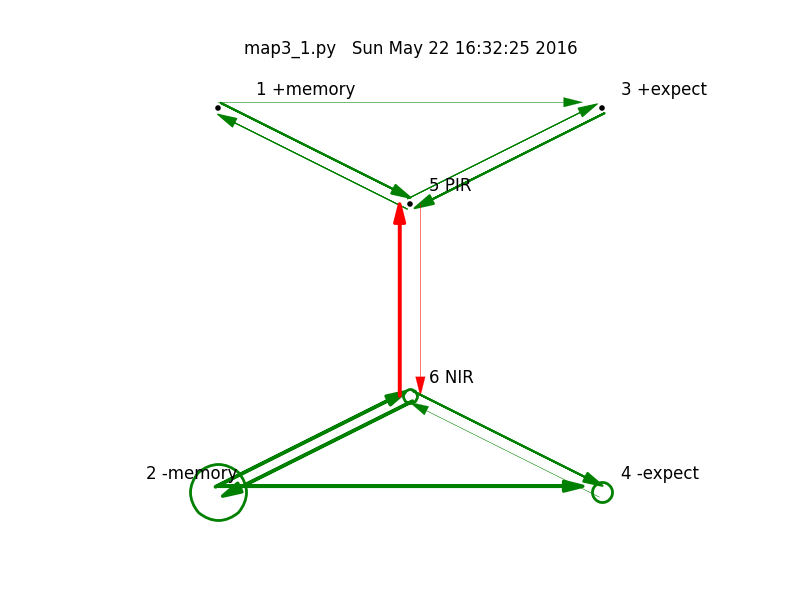 map3_1.py   Sun May 22 16:32:25 2016
1 +memory
3 +expect
5 PIR
6 NIR
2 -memory
4 -expect